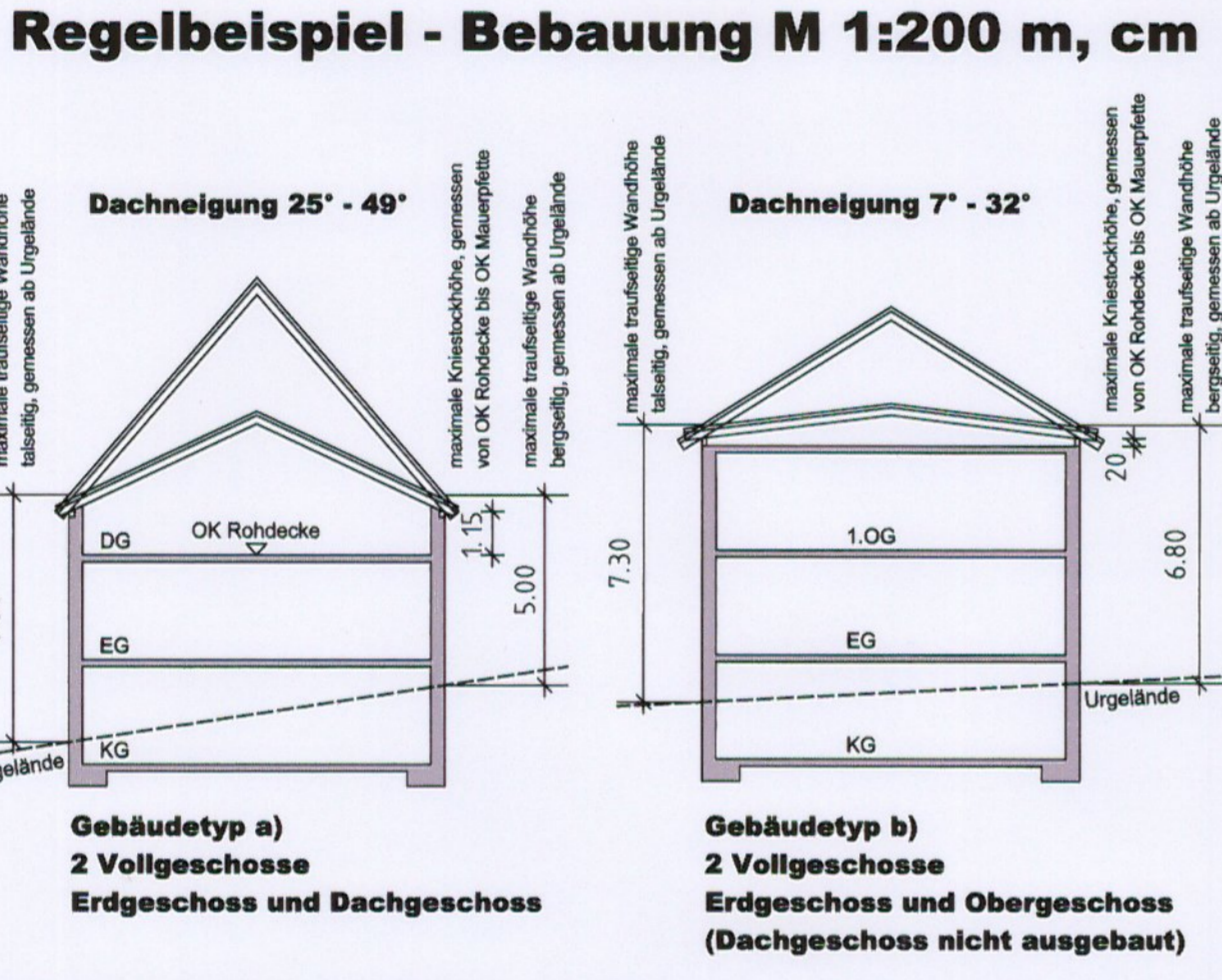 Regelbeispiel - Bebauung M 1:200 m, cm
maximale traufseitige Wandhöhe
talseitig, gemessen ab Urgelände
Dachneigung 25° - 49°
maximale Kniestockhöhe, gemessen
von OK Rohdecke bis OK Mauerpfette
maximale traufseitige Wandhöhe
bergseitig, gemessen ab Urgelände
DG
OK Rohdecke
1.15
5.00
EG
KG
gelände
Gebäudetyp a)
2 Vollgeschosse
Erdgeschoss und Dachgeschoss
maximale traufseitige Wandhöhe
talseitig, gemessen ab Urgelände
Dachneigung 7° - 32°
maximale Kniestockhöhe, gemessen
von OK Rohdecke bis OK Mauerpfette
maximale traufseitige Wandhöhe
bergseitig, gemessen ab Urgelände
20
7.30
1.OG
6.80
EG
Urgelände
KG
Gebäudetyp b)
2 Vollgeschosse
Erdgeschoss und Obergeschoss
(Dachgeschoss nicht ausgebaut)